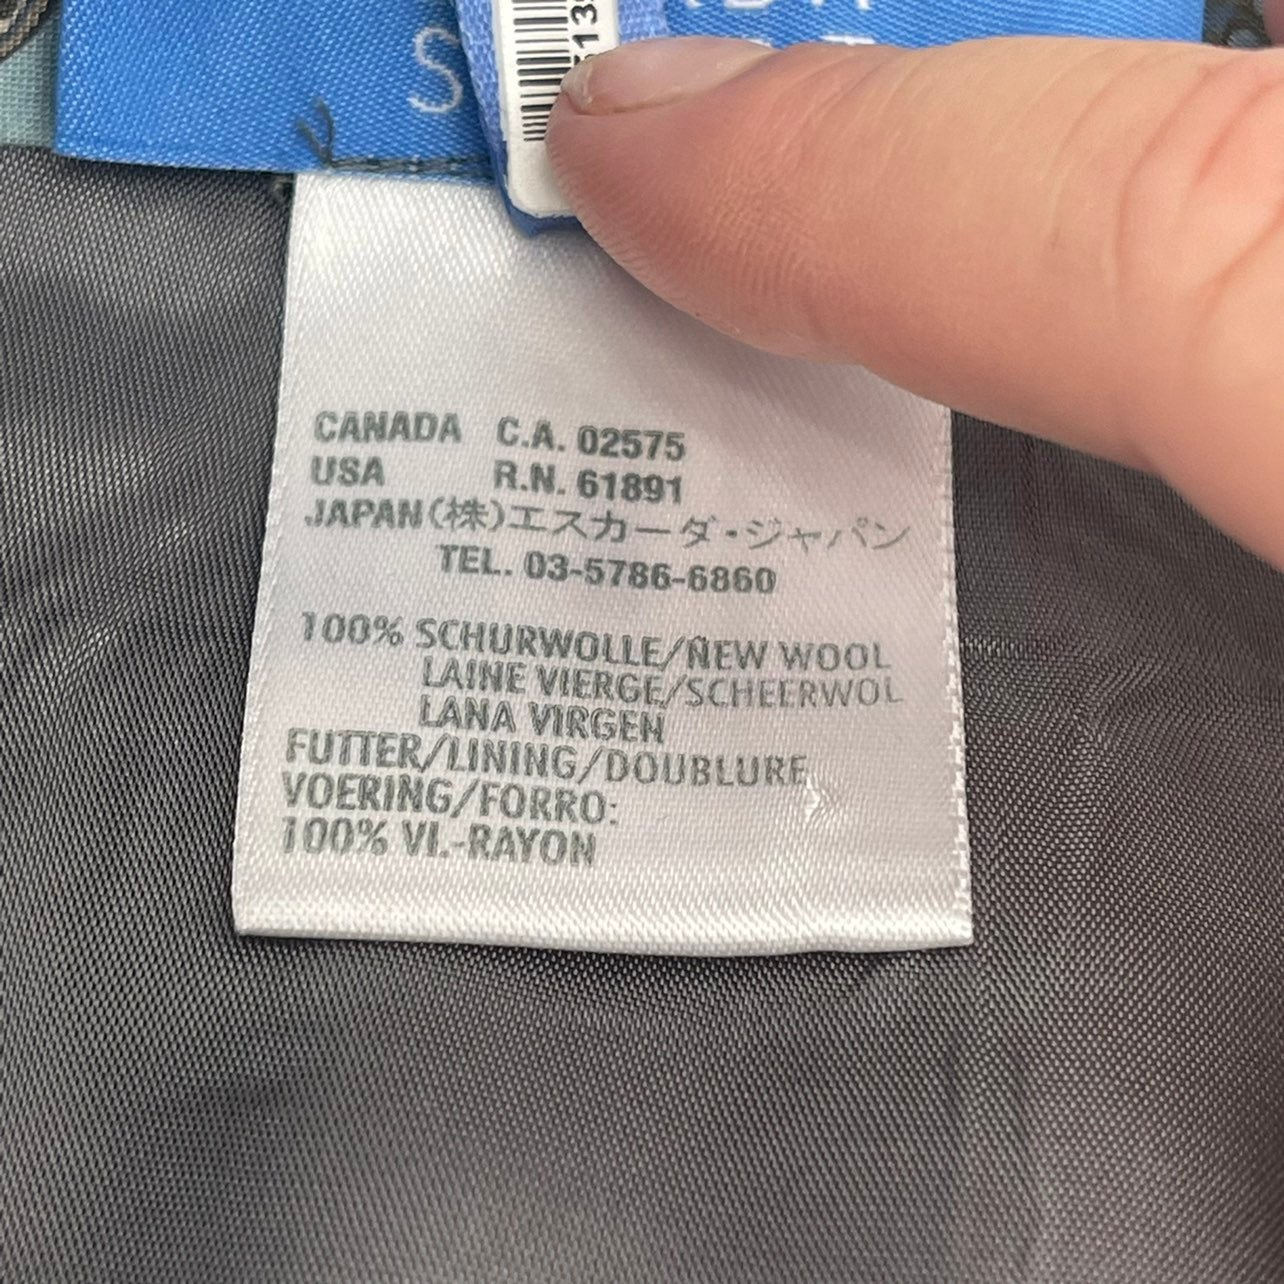 CANADA C.A. 02575
USA R.N. 61891
JAPAN (株)エスカーダ・ジャパン
TEL. 03-5786-6860
100% SCHURWOLLE/NEW WOOL
LAINE VIERGE/SCHEERWOL
LANA VIRGEN
FUTTER/LINING/DOUBLURE
VOERING/FORRO:
100% VI.-RAYON